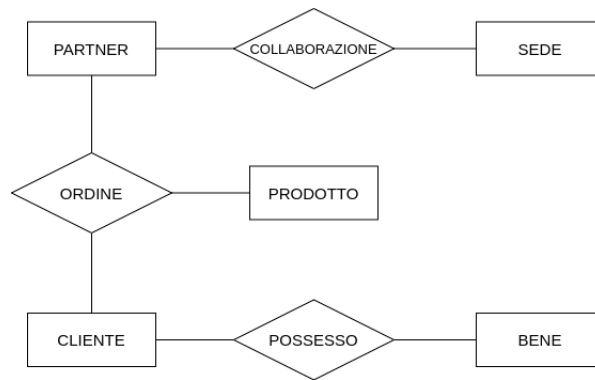 PARTNER
COLLABORAZIONE
SEDE
ORDINE
PRODOTTO
CLIENTE
POSSESSO
BENE